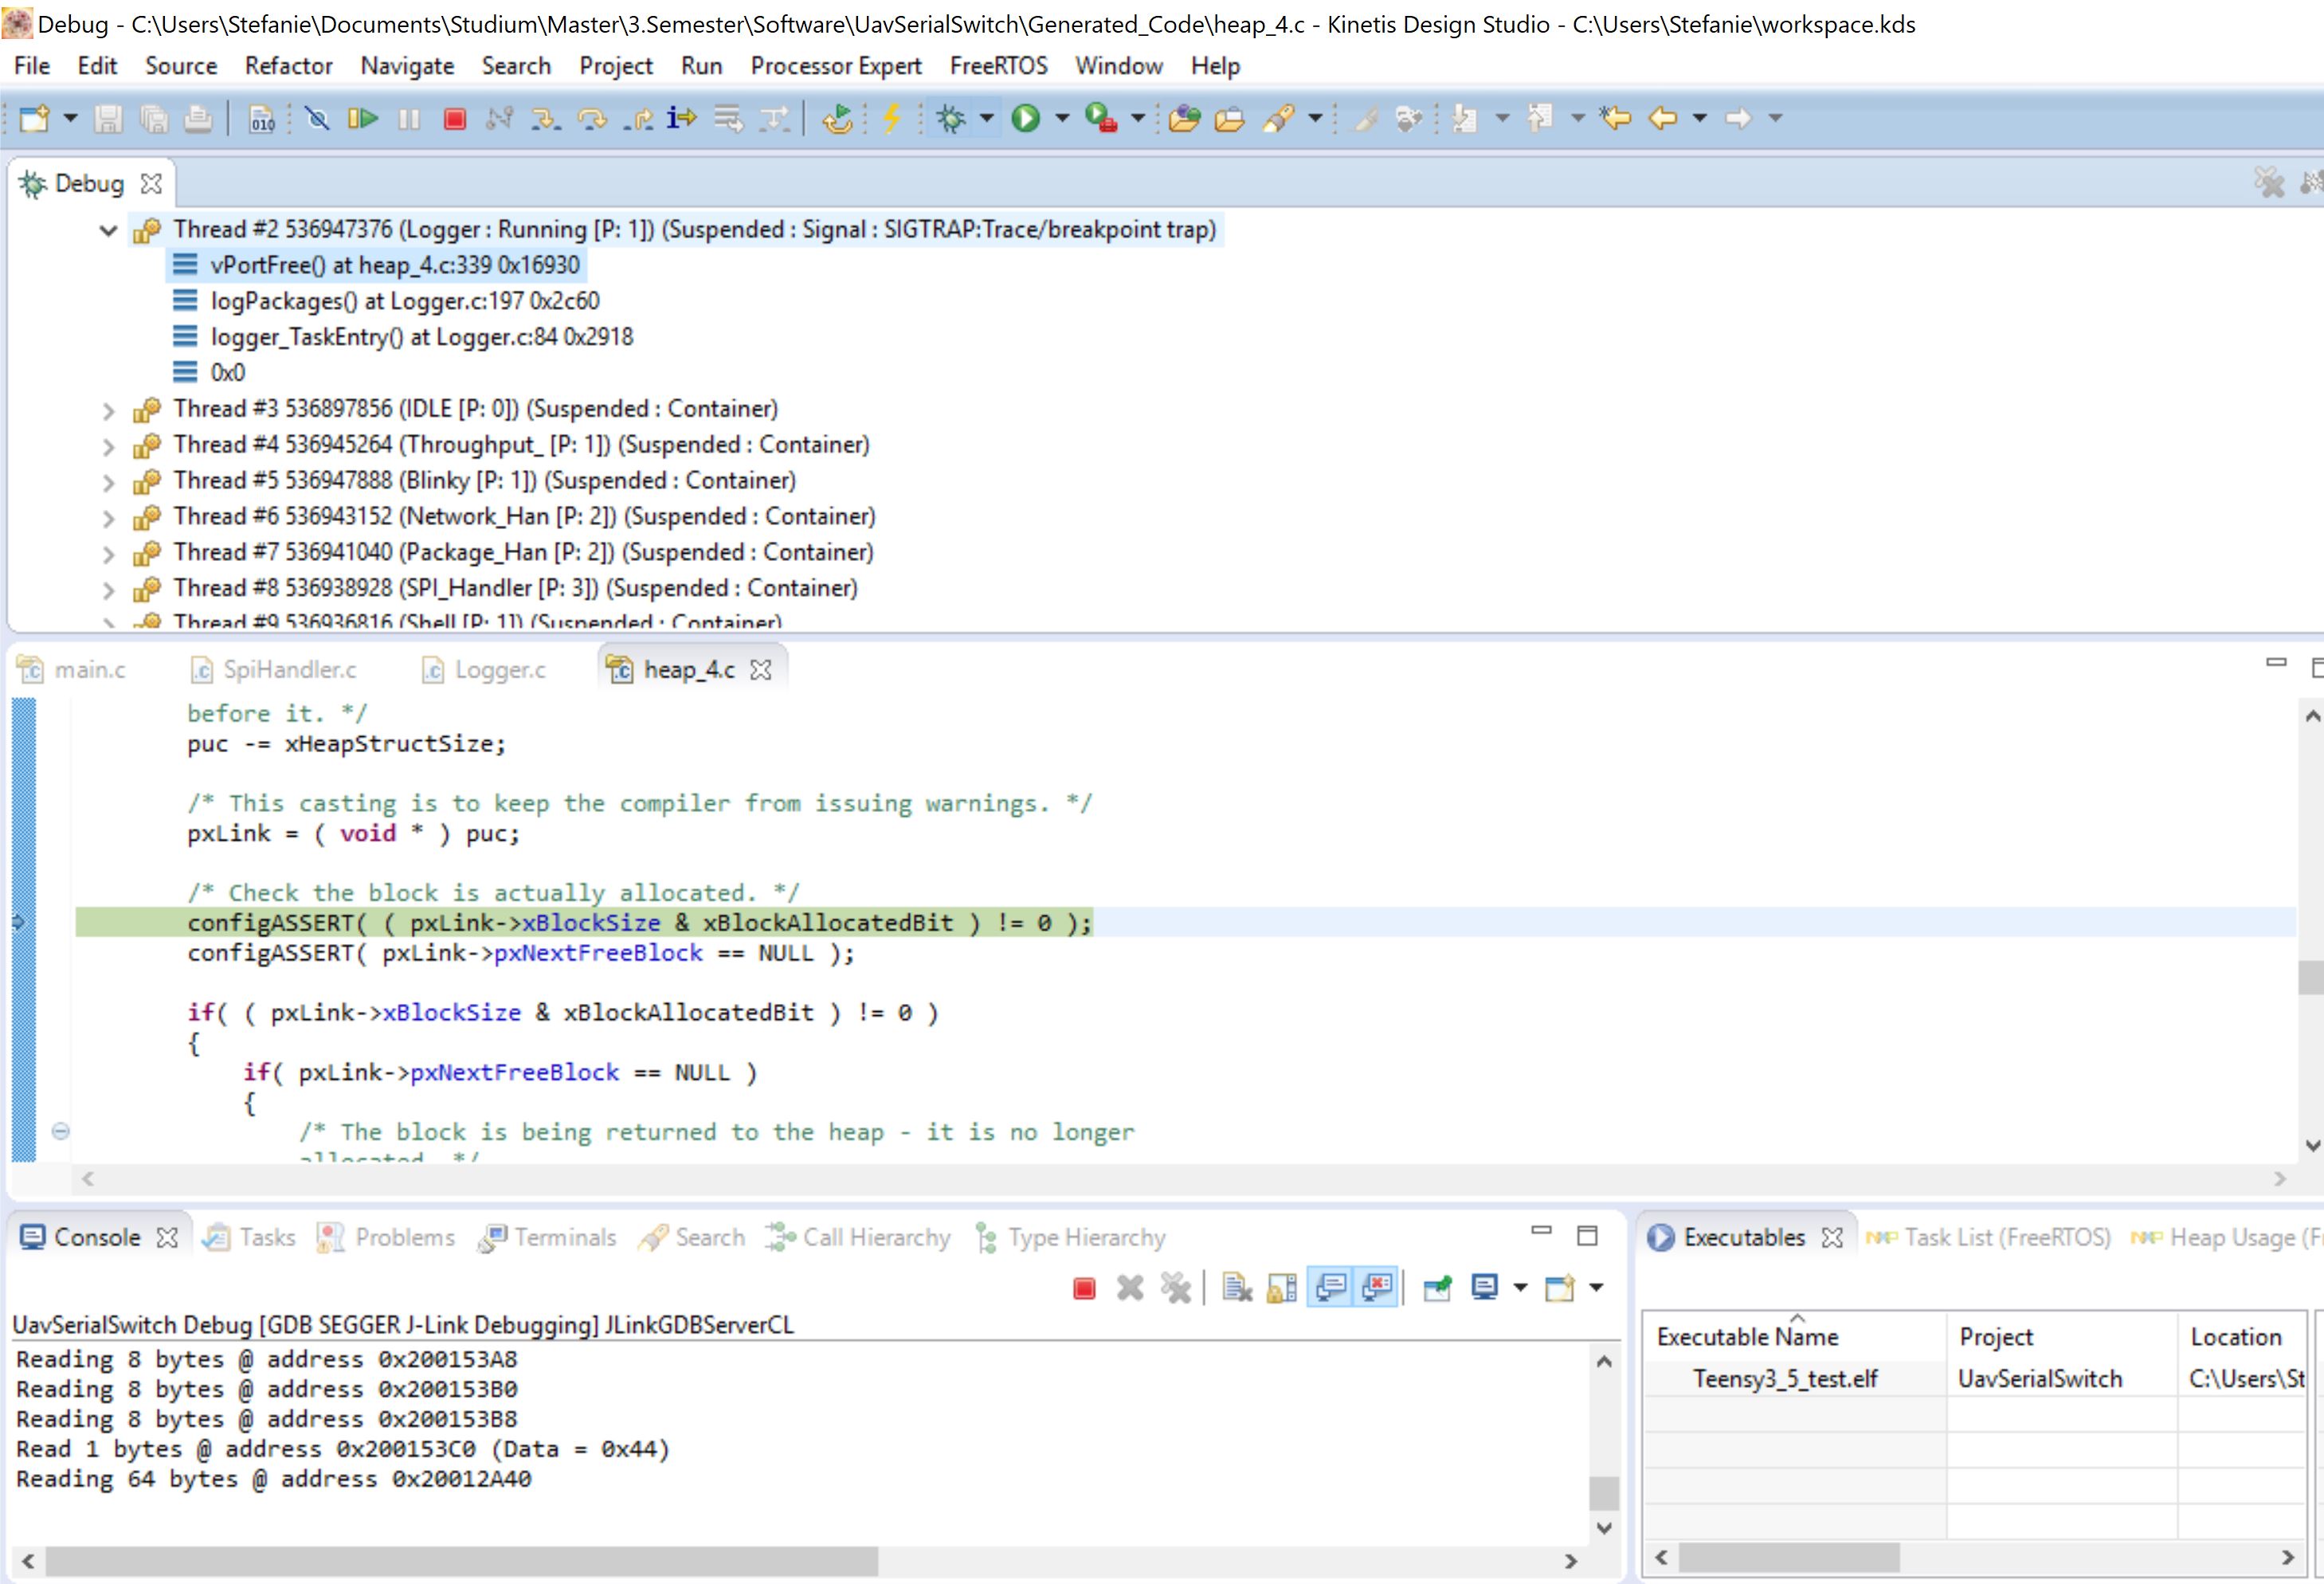 Debug - C:\Users\Stefanie\Documents\Studium\Master\3.Semester\Software\UavSerialSwitch\Generated_Code\heap_4.c - Kinetis Design Studio - C:\Users\Stefanie\workspace.kds
File Edit Source Refactor Navigate Search Project Run Processor Expert FreeRTOS Window Help
Debug
Thread #2 536947376 (Logger : Running [P: 1]) (Suspended : Signal : SIGTRAP:Trace/breakpoint trap)
vPortFree() at heap_4.c:339 0x16930
logPackages() at Logger.c:197 0x2c60
logger_TaskEntry() at Logger.c:84 0x2918
0x0
Thread #3 536897856 (IDLE [P: 0]) (Suspended : Container)
Thread #4 536945264 (Throughput_ [P: 1]) (Suspended : Container)
Thread #5 536947888 (Blinky [P: 1]) (Suspended : Container)
Thread #6 536943152 (Network_Han [P: 2]) (Suspended : Container)
Thread #7 536941040 (Package_Han [P: 2]) (Suspended : Container)
Thread #8 536938928 (SPI_Handler [P: 3]) (Suspended : Container)
Thread #9 536936816 (Shell [P: 1]) (Suspended : Container)
main.c SpiHandler.c Logger.c heap_4.c
before it. */
puc -= xHeapStructSize;
/* This casting is to keep the compiler from issuing warnings. */
pxLink = ( void * ) puc;
/* Check the block is actually allocated. */
configASSERT( ( pxLink->xBlockSize & xBlockAllocatedBit ) != 0 );
configASSERT( pxLink->pxNextFreeBlock == NULL );
if( ( pxLink->xBlockSize & xBlockAllocatedBit ) != 0 )
{
if( pxLink->pxNextFreeBlock == NULL )
{
/* The block is being returned to the heap - it is no longer
allocated. */
Console Tasks Problems Terminals Search Call Hierarchy Type Hierarchy
UavSerialSwitch Debug [GDB SEGGER J-Link Debugging] JLinkGDBServerCL
Reading 8 bytes @ address 0x200153A8
Reading 8 bytes @ address 0x200153B0
Reading 8 bytes @ address 0x200153B8
Read 1 bytes @ address 0x200153C0 (Data = 0x44)
Reading 64 bytes @ address 0x20012A40
Executables Task List (FreeRTOS) Heap Usage (F
Executable Name Project Location
Teensy3_5_test.elf UavSerialSwitch C:\Users\St